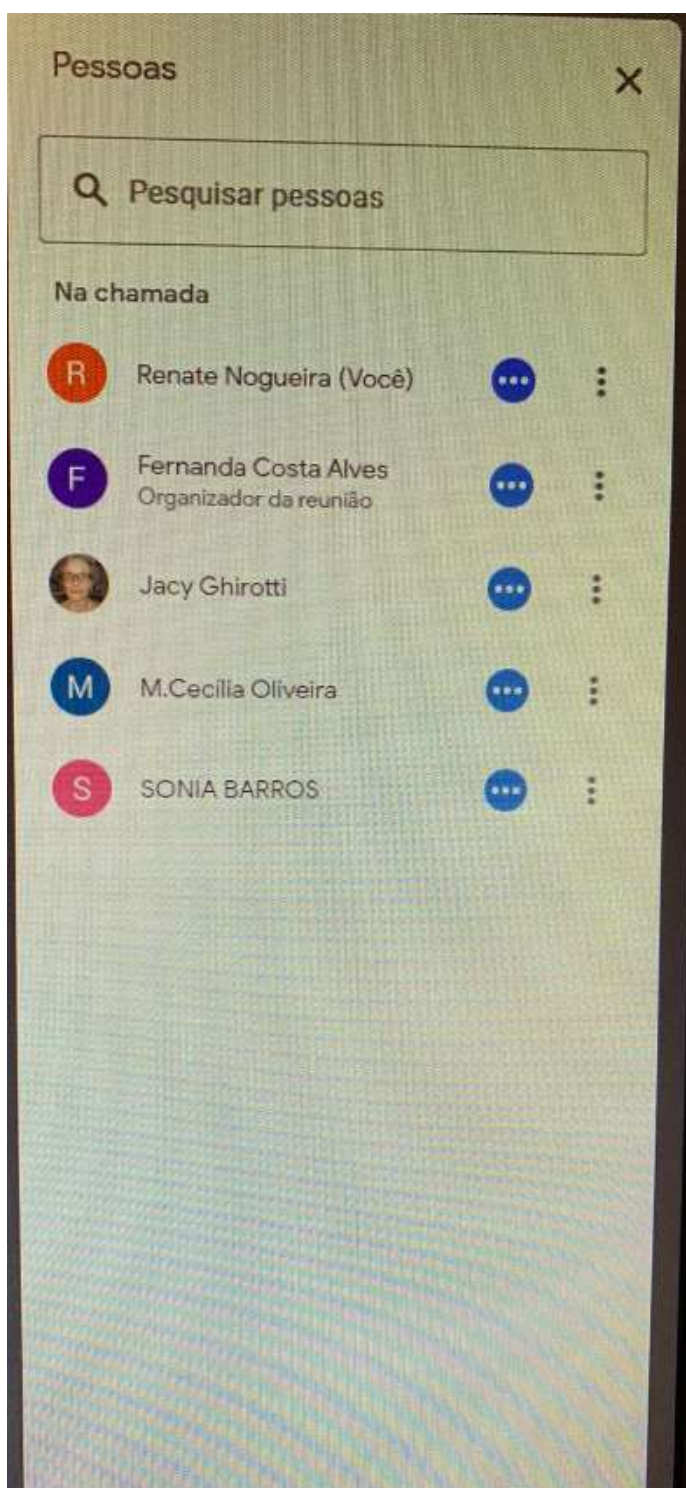 Pessoas
Pesquisar pessoas
Na chamada
R Renate Nogueira (Você)
F Fernanda Costa Alves
Organizador da reunião
Jacy Ghirotti
M M.Cecília Oliveira
S SONIA BARROS